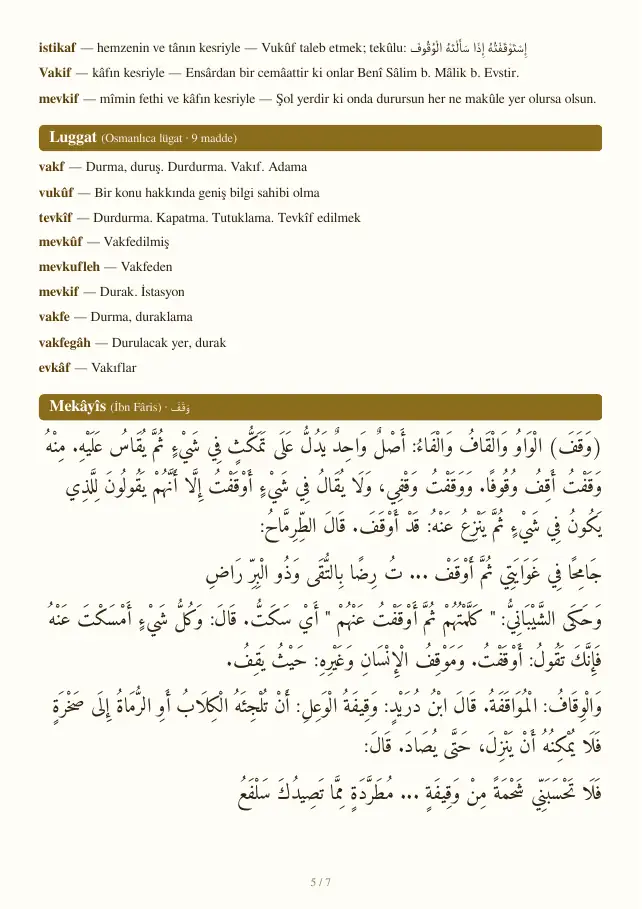 istikaf — hemzenin ve tânın kesriyle — Vukûf taleb etmek; tekûlu: إِسْتَوْقَفْتُهُ إِذَا سَأَلْتَهُ الْوُقُوفَ
Vakif — kâfın kesriyle — Ensârdan bir cemâattir ki onlar Benî Sâlim b. Mâlik b. Evstir.
mevkif — mîmin fethi ve kâfın kesriyle — Şol yerdir ki onda durursun her ne makûle yer olursa olsun.
Luggat (Osmanlıca lügat · 9 madde)
vakf — Durma, duruş. Durdurma. Vakıf. Adama
vukûf — Bir konu hakkında geniş bilgi sahibi olma
tevkîf — Durdurma. Kapatma. Tutuklama. Tevkîf edilmek
mevkûf — Vakfedilmiş
mevkufleh — Vakfeden
mevkif — Durak. İstasyon
vakfe — Durma, duraklama
vakfegâh — Durulacak yer, durak
evkâf — Vakıflar
Mekâyîs (İbn Fâris) · وَقَفَ
(وَقَفَ) الْوَاوُ وَالْقَافُ وَالْفَاءُ: أَصْلٌ وَاحِدٌ يَدُلُّ عَلَى تَمَكُّثٍ فِي شَيْءٍ ثُمَّ يُقَاسُ عَلَيْهِ. مِنْهُ
وَقَفْتُ أَقِفُ وُقُوفًا. وَوَقَفْتُ وَقْفِي، وَلَا يُقَالُ فِي شَيْءٍ أَوْقَفْتُ إِلَّا أَنَّهُمْ يَقُولُونَ لِلَّذِي
يَكُونُ فِي شَيْءٍ ثُمَّ يَنْزِعُ عَنْهُ: قَدْ أَوْقَفَ. قَالَ الطِّرِمَّاحُ:
جَامِحًا فِي غَوَايَتِي ثُمَّ أَوْقَفْ ... تُ رِضًا بِالتُّقَى وَذُو الْبِرِّ رَاضِ
وَحَكَى الشَّيْبَانِيُّ: " كَلَّمْتُهُمْ ثُمَّ أَوْقَفْتُ عَنْهُمْ " أَيْ سَكَتُّ. قَالَ: وَكُلُّ شَيْءٍ أَمْسَكْتَ عَنْهُ
فَإِنَّكَ تَقُولُ: أَوْقَفْتُ. وَمَوْقِفُ الْإِنْسَانِ وَغَيْرِهِ: حَيْثُ يَقِفُ.
وَالْوِقَافُ: الْمُوَاقَفَةُ. قَالَ ابْنُ دُرَيْدٍ: وَقِيفَةُ الْوَعِلِ: أَنْ تُلْجِئَهُ الْكِلَابُ أَوِ الرُّمَاةُ إِلَى صَخْرَةٍ
فَلَا يُمْكِنُهُ أَنْ يَنْزِلَ، حَتَّى يُصَادَ. قَالَ:
فَلَا تَحْسَبَنِّي شَحْمَةً مِنْ وَقِيفَةٍ ... مُطَرَّدَةٍ مِمَّا تَصِيدُكَ سَلْفَعُ
5 / 7